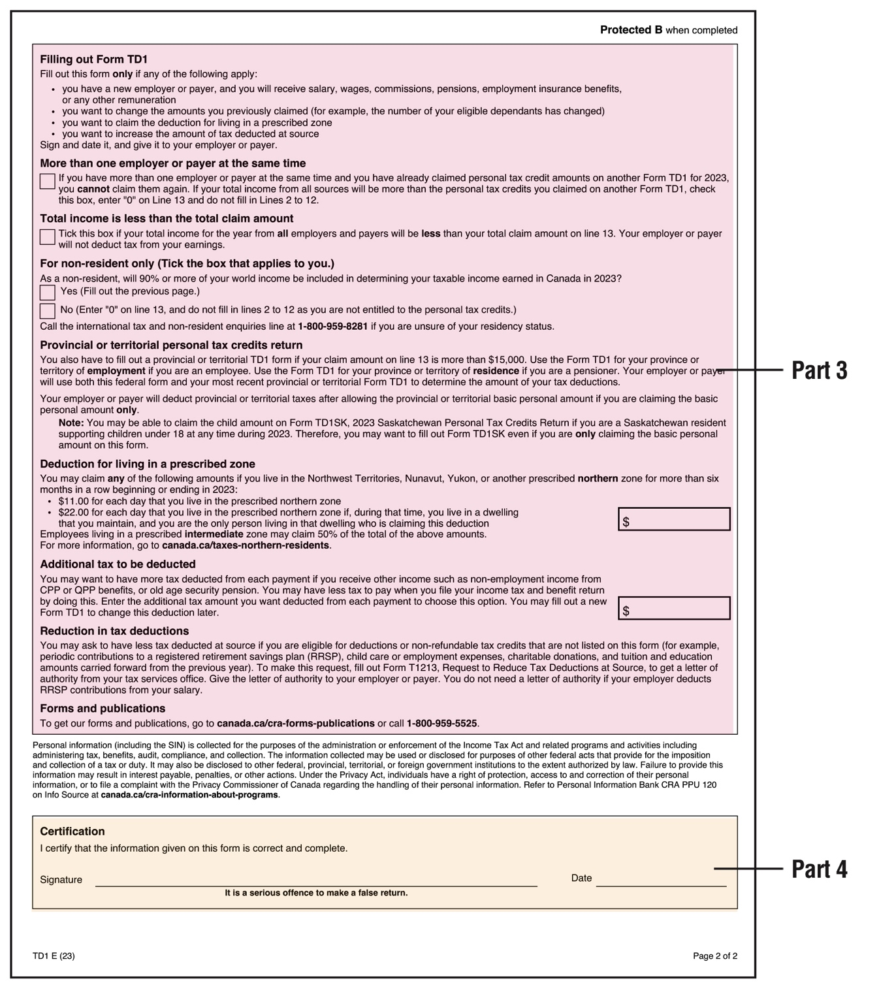 Protected B when completed
Filling out Form TD1
Fill out this form only if any of the following apply:
• you have a new employer or payer, and you will receive salary, wages, commissions, pensions, employment insurance benefits,
or any other remuneration
• you want to change the amounts you previously claimed (for example, the number of your eligible dependants has changed)
• you want to claim the deduction for living in a prescribed zone
• you want to increase the amount of tax deducted at source
Sign and date it, and give it to your employer or payer.
More than one employer or payer at the same time
If you have more than one employer or payer at the same time and you have already claimed personal tax credit amounts on another Form TD1 for 2023,
you cannot claim them again. If your total income from all sources will be more than the personal tax credits you claimed on another Form TD1, check
this box, enter "0" on Line 13 and do not fill in Lines 2 to 12.
Total income is less than the total claim amount
Tick this box if your total income for the year from all employers and payers will be less than your total claim amount on line 13. Your employer or payer
will not deduct tax from your earnings.
For non-resident only (Tick the box that applies to you.)
As a non-resident, will 90% or more of your world income be included in determining your taxable income earned in Canada in 2023?
Yes (Fill out the previous page.)
No (Enter "0" on line 13, and do not fill in lines 2 to 12 as you are not entitled to the personal tax credits.)
Call the international tax and non-resident enquiries line at 1-800-959-8281 if you are unsure of your residency status.
Provincial or territorial personal tax credits return
You also have to fill out a provincial or territorial TD1 form if your claim amount on line 13 is more than $15,000. Use the Form TD1 for your province or
territory of employment if you are an employee. Use the Form TD1 for your province or territory of residence if you are a pensioner. Your employer or payer
will use both this federal form and your most recent provincial or territorial Form TD1 to determine the amount of your tax deductions.
Part 3
Your employer or payer will deduct provincial or territorial taxes after allowing the provincial or territorial basic personal amount if you are claiming the basic
personal amount only.
Note: You may be able to claim the child amount on Form TD1SK, 2023 Saskatchewan Personal Tax Credits Return if you are a Saskatchewan resident
supporting children under 18 at any time during 2023. Therefore, you may want to fill out Form TD1SK even if you are only claiming the basic personal
amount on this form.
Deduction for living in a prescribed zone
You may claim any of the following amounts if you live in the Northwest Territories, Nunavut, Yukon, or another prescribed northern zone for more than six
months in a row beginning or ending in 2023:
• $11.00 for each day that you live in the prescribed northern zone
• $22.00 for each day that you live in the prescribed northern zone if, during that time, you live in a dwelling
that you maintain, and you are the only person living in that dwelling who is claiming this deduction
$
Employees living in a prescribed intermediate zone may claim 50% of the total of the above amounts.
For more information, go to canada.ca/taxes-northern-residents.
Additional tax to be deducted
You may want to have more tax deducted from each payment if you receive other income such as non-employment income from
CPP or QPP benefits, or old age security pension. You may have less tax to pay when you file your income tax and benefit return
by doing this. Enter the additional tax amount you want deducted from each payment to choose this option. You may fill out a new
Form TD1 to change this deduction later.
$
Reduction in tax deductions
You may ask to have less tax deducted at source if you are eligible for deductions or non-refundable tax credits that are not listed on this form (for example,
periodic contributions to a registered retirement savings plan (RRSP), child care or employment expenses, charitable donations, and tuition and education
amounts carried forward from the previous year). To make this request, fill out Form T1213, Request to Reduce Tax Deductions at Source, to get a letter of
authority from your tax services office. Give the letter of authority to your employer or payer. You do not need a letter of authority if your employer deducts
RRSP contributions from your salary.
Forms and publications
To get our forms and publications, go to canada.ca/cra-forms-publications or call 1-800-959-5525.
Personal information (including the SIN) is collected for the purposes of the administration or enforcement of the Income Tax Act and related programs and activities including
administering tax, benefits, audit, compliance, and collection. The information collected may be used or disclosed for purposes of other federal acts that provide for the imposition
and collection of a tax or duty. It may also be disclosed to other federal, provincial, territorial, or foreign government institutions to the extent authorized by law. Failure to provide this
information may result in interest payable, penalties, or other actions. Under the Privacy Act, individuals have a right of protection, access to and correction of their personal
information, or to file a complaint with the Privacy Commissioner of Canada regarding the handling of their personal information. Refer to Personal Information Bank CRA PPU 120
on Info Source at canada.ca/cra-information-about-programs.
Certification
I certify that the information given on this form is correct and complete.
Part 4
Signature
Date
It is a serious offence to make a false return.
TD1 E (23)
Page 2 of 2